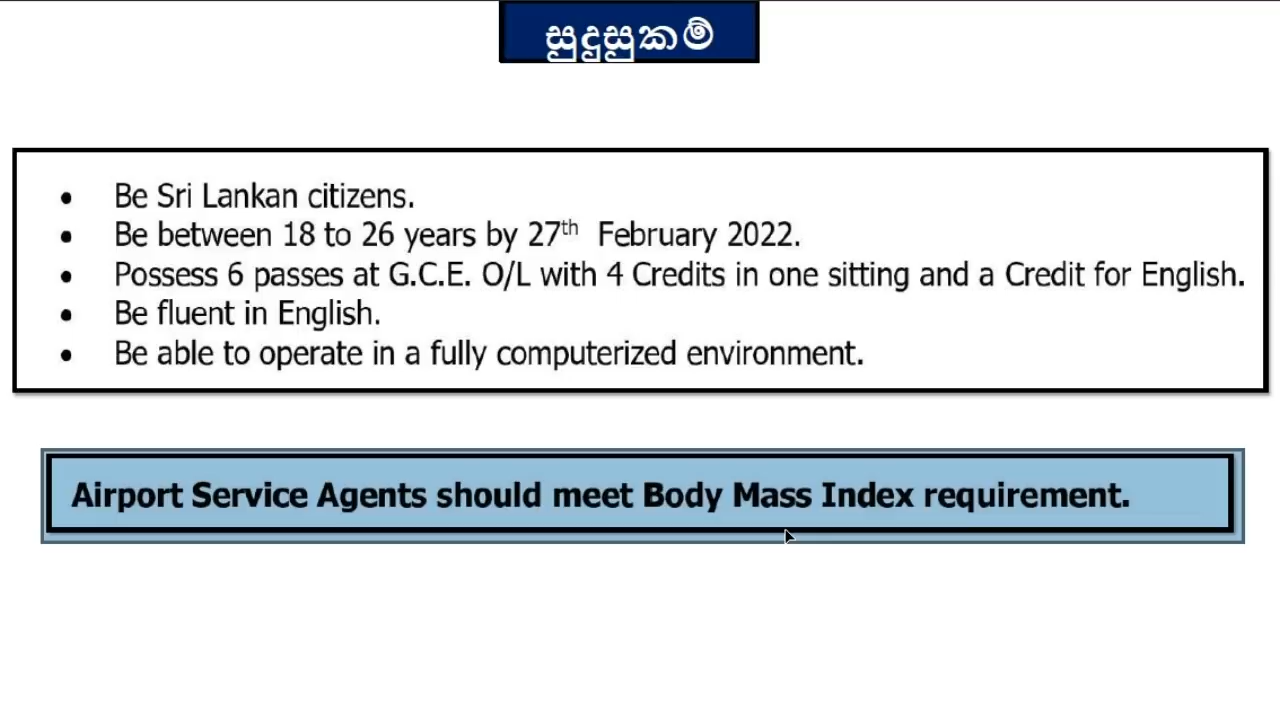 සුදුසුකම්
• Be Sri Lankan citizens.
• Be between 18 to 26 years by 27th February 2022.
• Possess 6 passes at G.C.E. O/L with 4 Credits in one sitting and a Credit for English.
• Be fluent in English.
• Be able to operate in a fully computerized environment.
Airport Service Agents should meet Body Mass Index requirement.